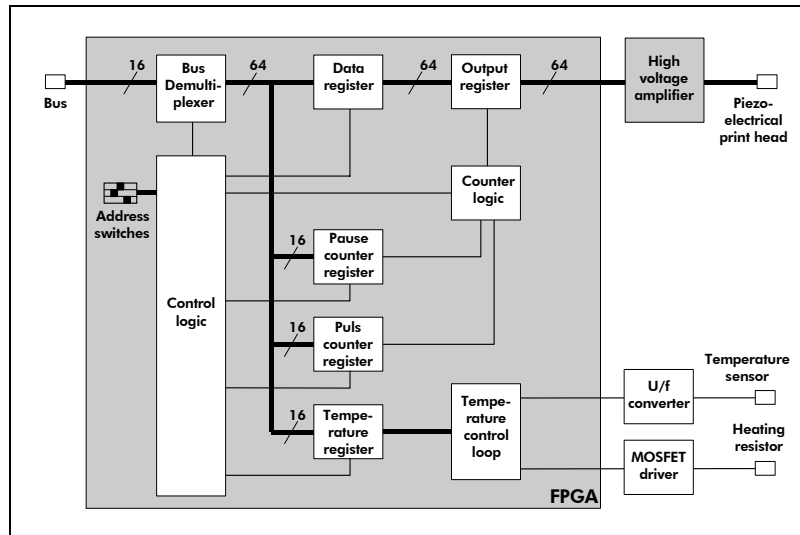 16
Bus
Demulti-
plexer
64
Data
register
64
Output
register
64
High
voltage
amplifier
Bus
Piezo-
electrical
print head
Address
switches
Control
logic
Counter
logic
16
Pause
counter
register
16
Puls
counter
register
16
Tempe-
rature
register
Tempe-
rature
control
loop
U/f
converter
Temperature
sensor
MOSFET
driver
Heating
resistor
FPGA